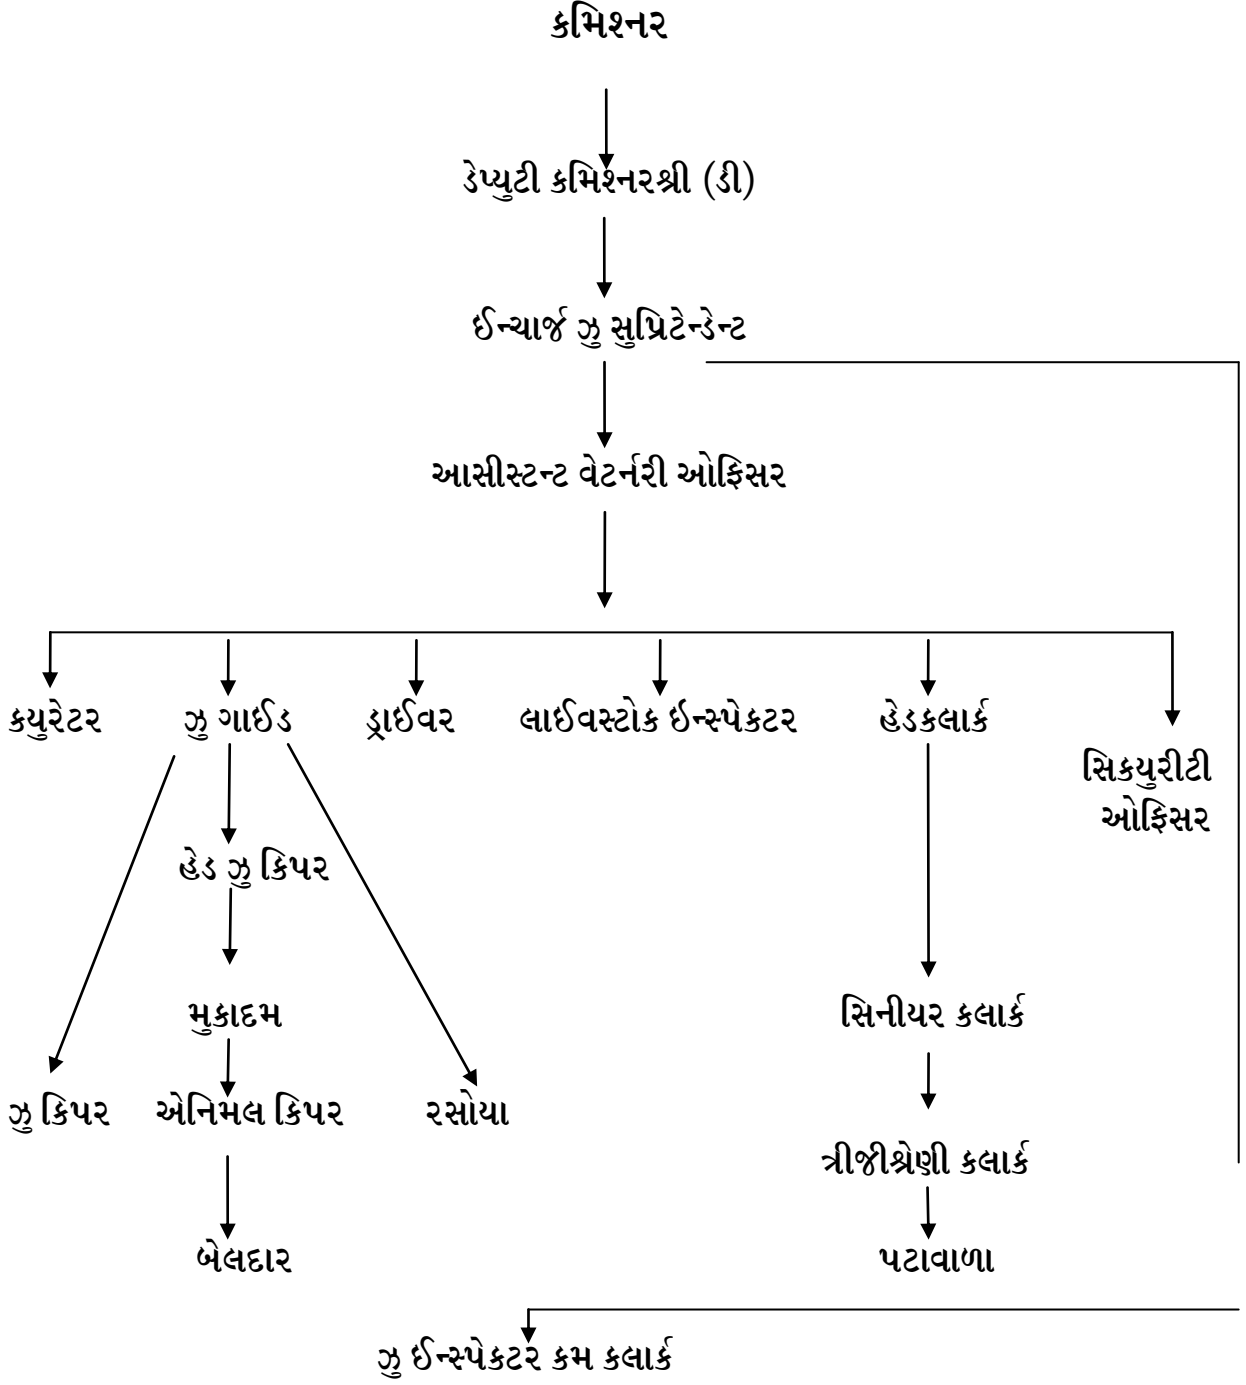 કમિશ્નર
ડેપ્યુટી કમિશ્નરશ્રી (ડી)
ઈન્ચાર્જ ઝુ સુપ્રિટેન્ડેન્ટ
આસીસ્ટન્ટ વેટર્નરી ઓફિસર
કયુરેટર ઝુ ગાઈડ ડ્રાઈવર લાઈવસ્ટોક ઇન્સ્પેકટર હેડકલાર્ક
સિકયુરીટી
ઓફિસર
હેડ ઝુ કિપર
મુકાદમ સિનીયર કલાર્ક
ઝુ કિપર એનિમલ કિપર રસોયા
ત્રીજીશ્રેણી કલાર્ક
બેલદાર પટાવાળા
ઝુ ઈન્સ્પેકટર કમ કલાર્ક